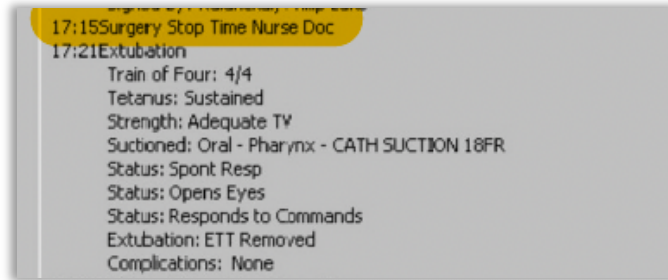 17:15Surgery Stop Time Nurse Doc
17:21Extubation
Train of Four: 4/4
Tetanus: Sustained
Strength: Adequate TV
Suctioned: Oral - Pharynx - CATH SUCTION 18FR
Status: Spont Resp
Status: Opens Eyes
Status: Responds to Commands
Extubation: ETT Removed
Complications: None